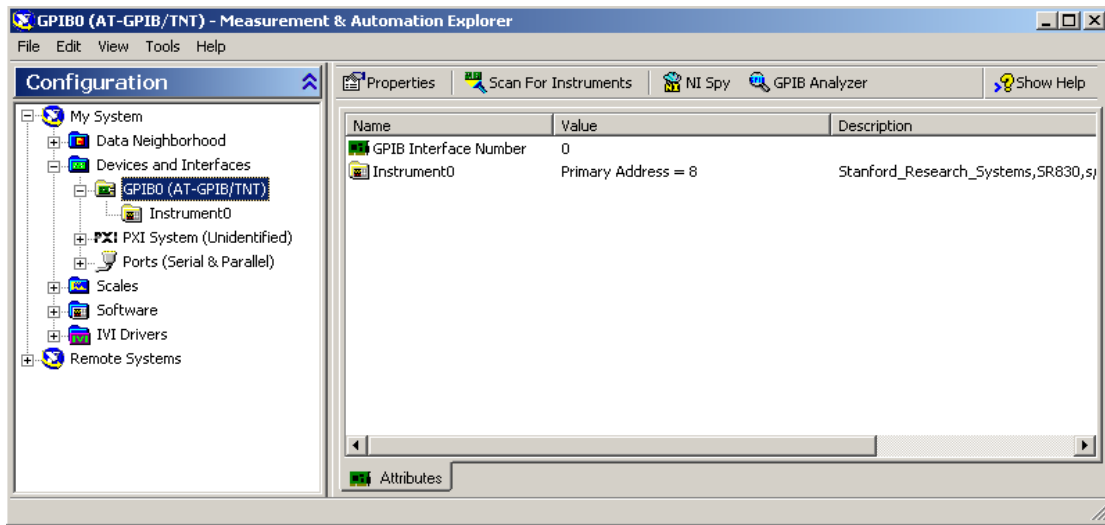 GPIB0 (AT-GPIB/TNT) - Measurement & Automation Explorer
File Edit View Tools Help
Configuration
Properties Scan For Instruments NI Spy GPIB Analyzer Show Help
My System
Data Neighborhood
Devices and Interfaces
GPIB0 (AT-GPIB/TNT)
Instrument0
PXI PXI System (Unidentified)
Ports (Serial & Parallel)
Scales
Software
IVI Drivers
Remote Systems
Name Value Description
GPIB Interface Number 0
Instrument0 Primary Address = 8 Stanford_Research_Systems,SR830,s/
Attributes